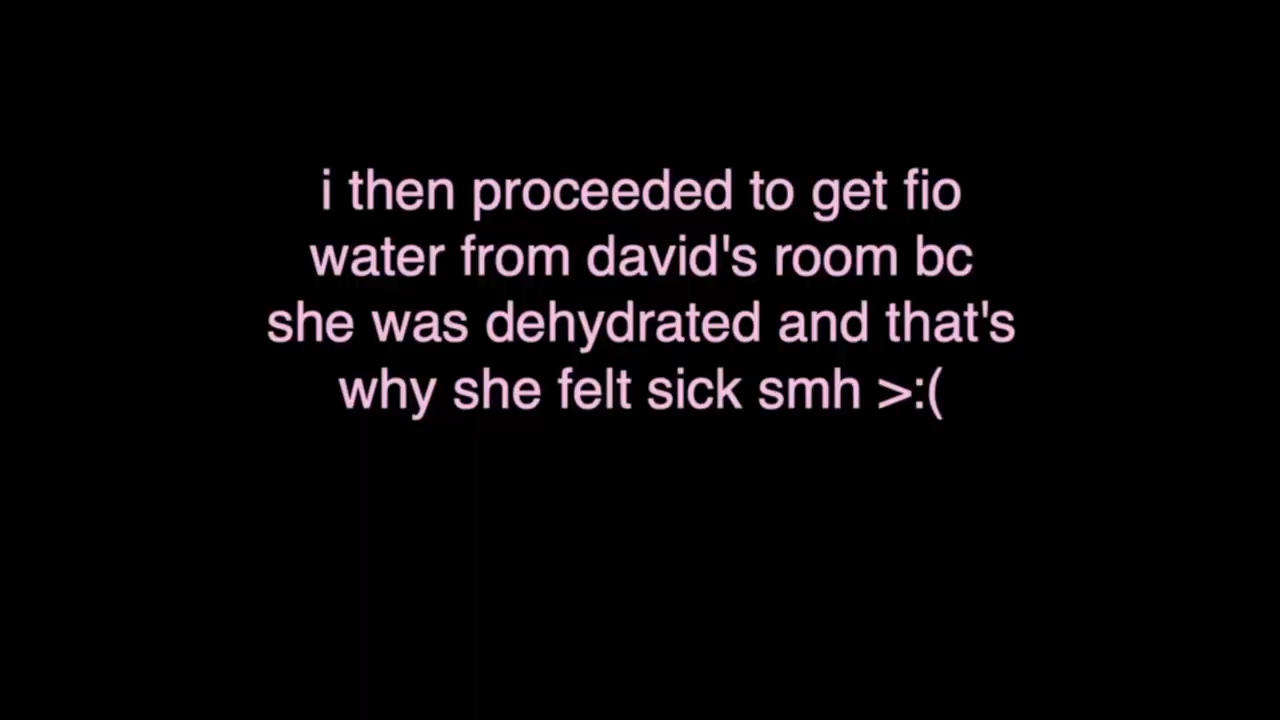 i then proceeded to get fio
water from david's room bc
she was dehydrated and that's
why she felt sick smh >:(